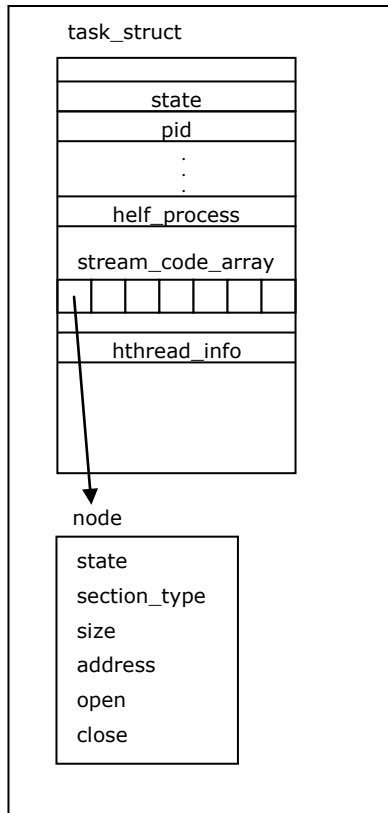 task_struct
state
pid
.
.
.
helf_process
stream_code_array
hthread_info
node
state
section_type
size
address
open
close